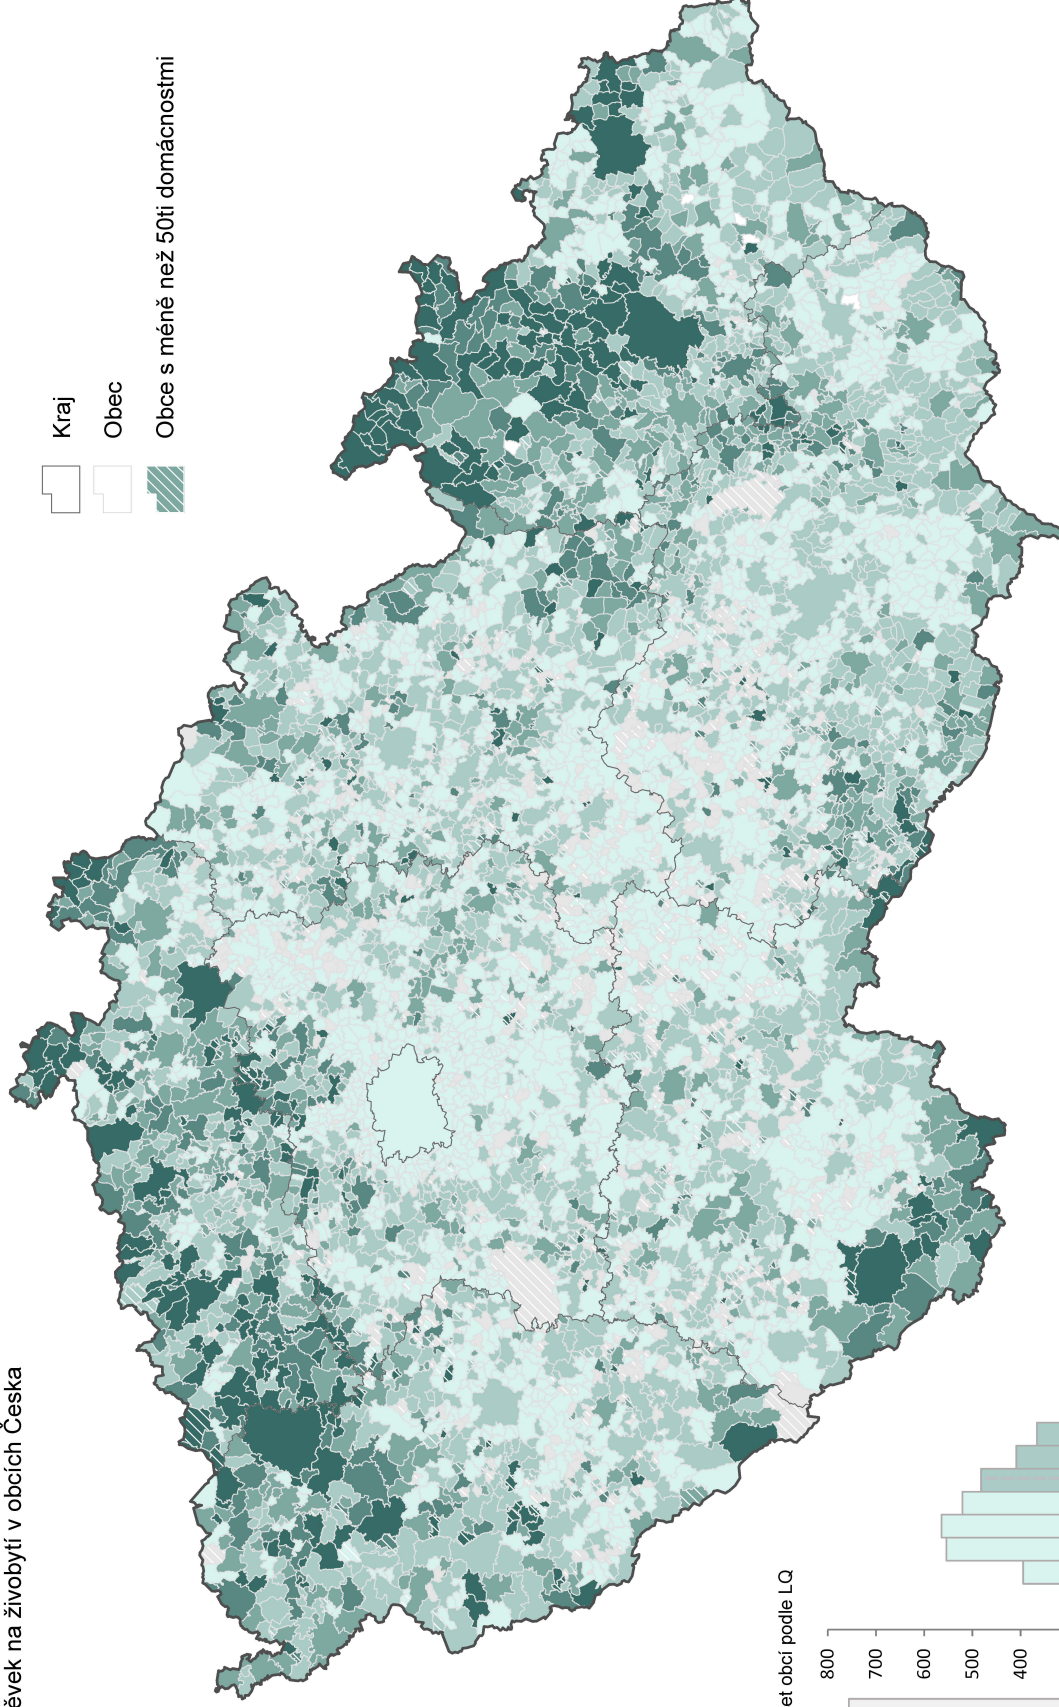 ěvek na živobytí v obcích Česka
Kraj
Obec
Obce s méně než 50ti domácnostmi
et obcí podle LQ
800
700
600
500
400